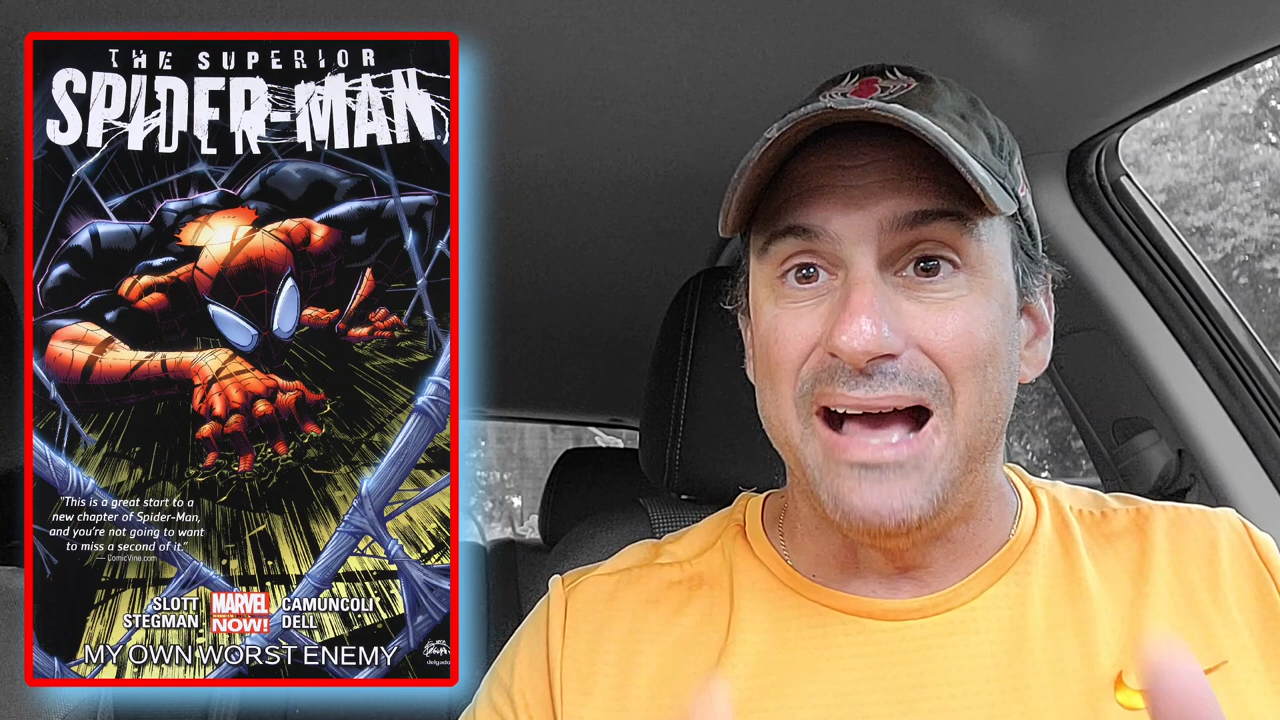 THE SUPERIOR
SPIDER-MAN
"This is a great start to a
new chapter of Spider-Man,
and you're not going to want
to miss a second of it."
— ComicVine.com
SLOTT
STEGMAN
MARVEL
NOW!
CAMUNCOLI
DELL
MY OWN WORST ENEMY
delgado